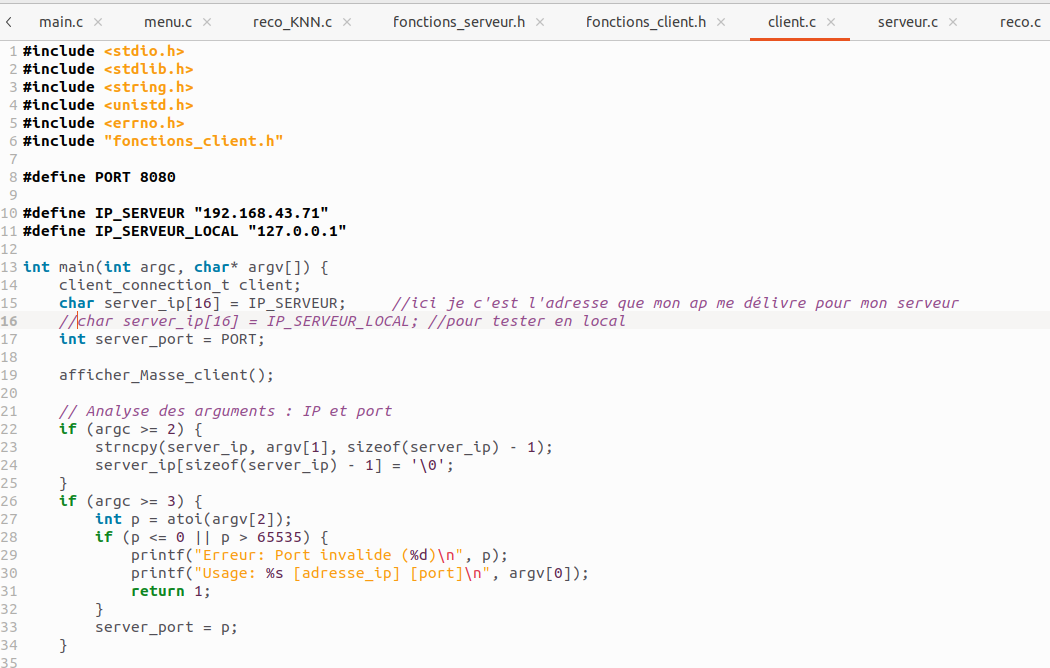 main.c × menu.c × reco_KNN.c × fonctions_serveur.h × fonctions_client.h × client.c × serveur.c × reco.c
1 #include <stdio.h>
2 #include <stdlib.h>
3 #include <string.h>
4 #include <unistd.h>
5 #include <errno.h>
6 #include "fonctions_client.h"
7
8 #define PORT 8080
9
10 #define IP_SERVEUR "192.168.43.71"
11 #define IP_SERVEUR_LOCAL "127.0.0.1"
12
13 int main(int argc, char* argv[]) {
14     client_connection_t client;
15     char server_ip[16] = IP_SERVEUR;     //ici je c'est l'adresse que mon ap me délivre pour mon serveur
16     //char server_ip[16] = IP_SERVEUR_LOCAL; //pour tester en local
17     int server_port = PORT;
18
19     afficher_Masse_client();
20
21     // Analyse des arguments : IP et port
22     if (argc >= 2) {
23         strncpy(server_ip, argv[1], sizeof(server_ip) - 1);
24         server_ip[sizeof(server_ip) - 1] = '\0';
25     }
26     if (argc >= 3) {
27         int p = atoi(argv[2]);
28         if (p <= 0 || p > 65535) {
29             printf("Erreur: Port invalide (%d)\n", p);
30             printf("Usage: %s [adresse_ip] [port]\n", argv[0]);
31             return 1;
32         }
33         server_port = p;
34     }
35